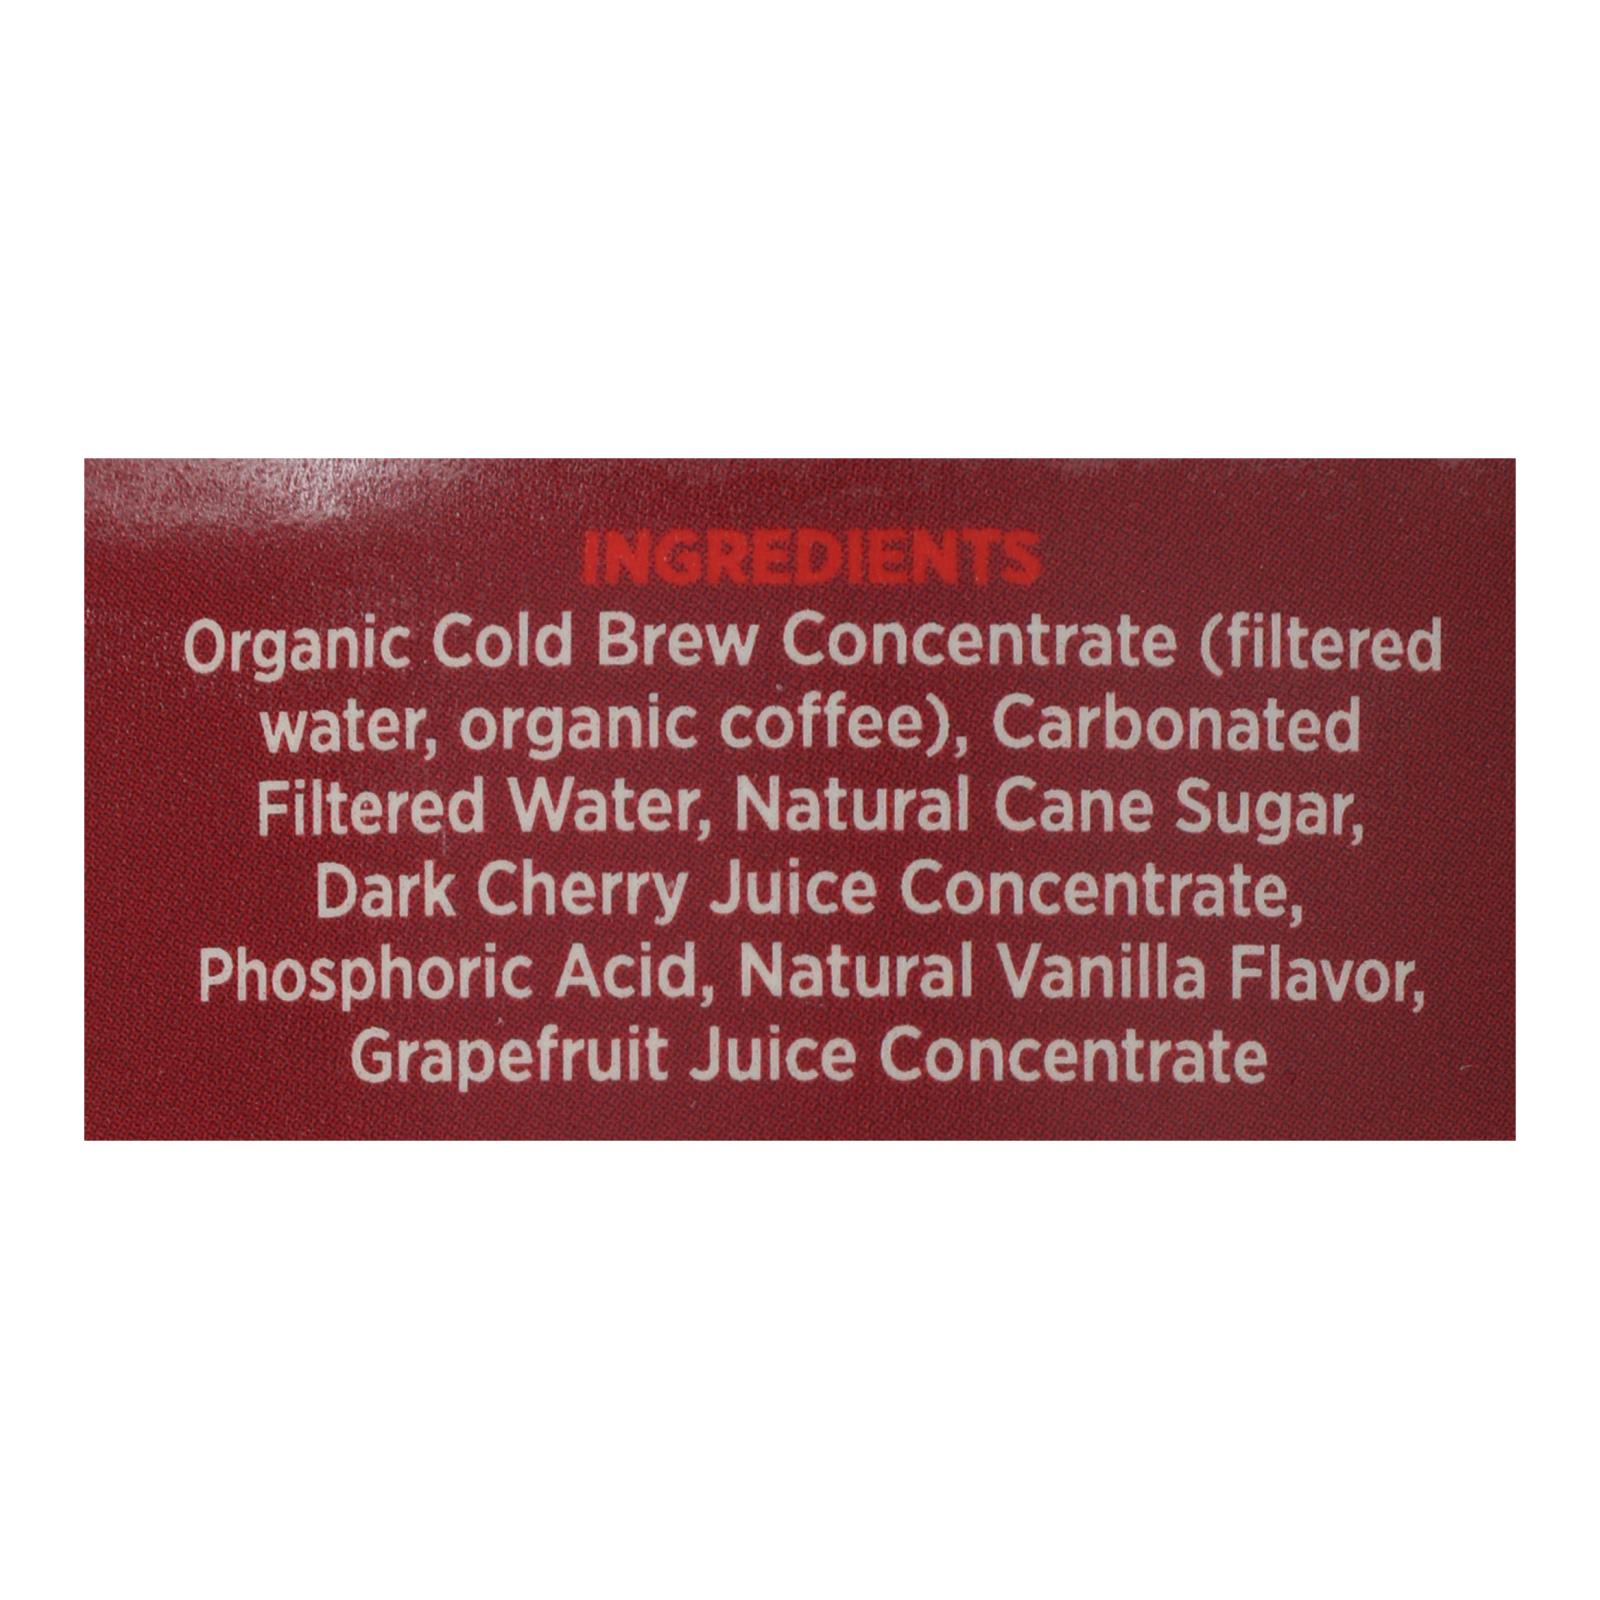 INGREDIENTS
Organic Cold Brew Concentrate (filtered
water, organic coffee), Carbonated
Filtered Water, Natural Cane Sugar,
Dark Cherry Juice Concentrate,
Phosphoric Acid, Natural Vanilla Flavor,
Grapefruit Juice Concentrate